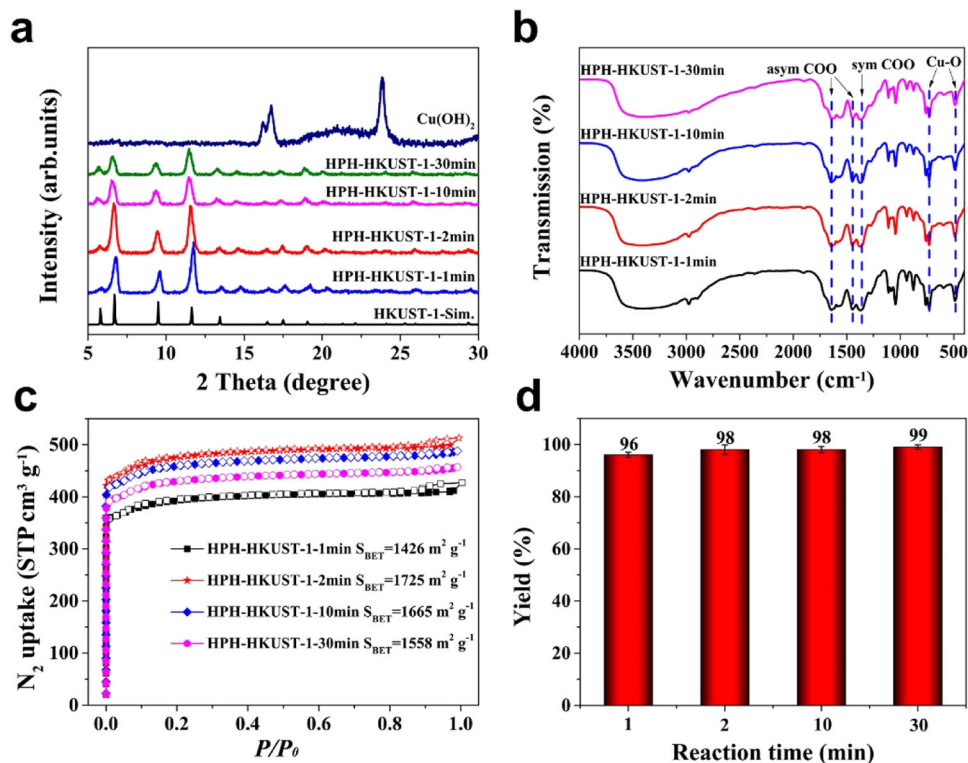 a
Intensity (arb.units)
Cu(OH)2
HPH-HKUST-1-30min
HPH-HKUST-1-10min
HPH-HKUST-1-2min
HPH-HKUST-1-1min
HKUST-1-Sim.
5 10 15 20 25 30
2 Theta (degree)
b
Transmission (%)
HPH-HKUST-1-30min
asym COO
sym COO
Cu-O
HPH-HKUST-1-10min
HPH-HKUST-1-2min
HPH-HKUST-1-1min
4000 3500 3000 2500 2000 1500 1000 500
Wavenumber (cm-1)
c
N2 uptake (STP cm3 g-1)
500
400
300
200
100
0
HPH-HKUST-1-1min SBET=1426 m2 g-1
HPH-HKUST-1-2min SBET=1725 m2 g-1
HPH-HKUST-1-10min SBET=1665 m2 g-1
HPH-HKUST-1-30min SBET=1558 m2 g-1
0.0 0.2 0.4 0.6 0.8 1.0
P/P0
d
Yield (%)
100
80
60
40
20
0
96 98 98 99
1 2 10 30
Reaction time (min)